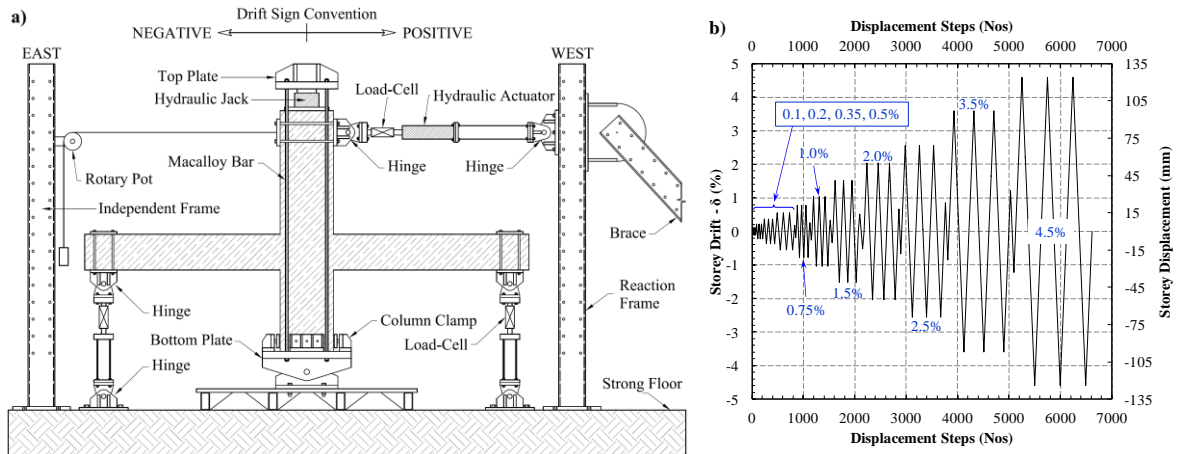 a)
Drift Sign Convention
NEGATIVE
POSITIVE
EAST
WEST
Top Plate
Hydraulic Jack
Load-Cell
Hydraulic Actuator
Hinge
Hinge
Macalloy Bar
Rotary Pot
Independent Frame
Brace
Hinge
Reaction
Frame
Column Clamp
Bottom Plate
Load-Cell
Hinge
Strong Floor
b)
Displacement Steps (Nos)
0 1000 2000 3000 4000 5000 6000 7000
Storey Drift - δ (%)
5
4
3
2
1
0
-1
-2
-3
-4
-5
0.1, 0.2, 0.35, 0.5%
1.0%
2.0%
3.5%
0.75%
1.5%
2.5%
4.5%
135
105
75
45
15
-15
-45
-75
-105
-135
Storey Displacement (mm)
0 1000 2000 3000 4000 5000 6000 7000
Displacement Steps (Nos)